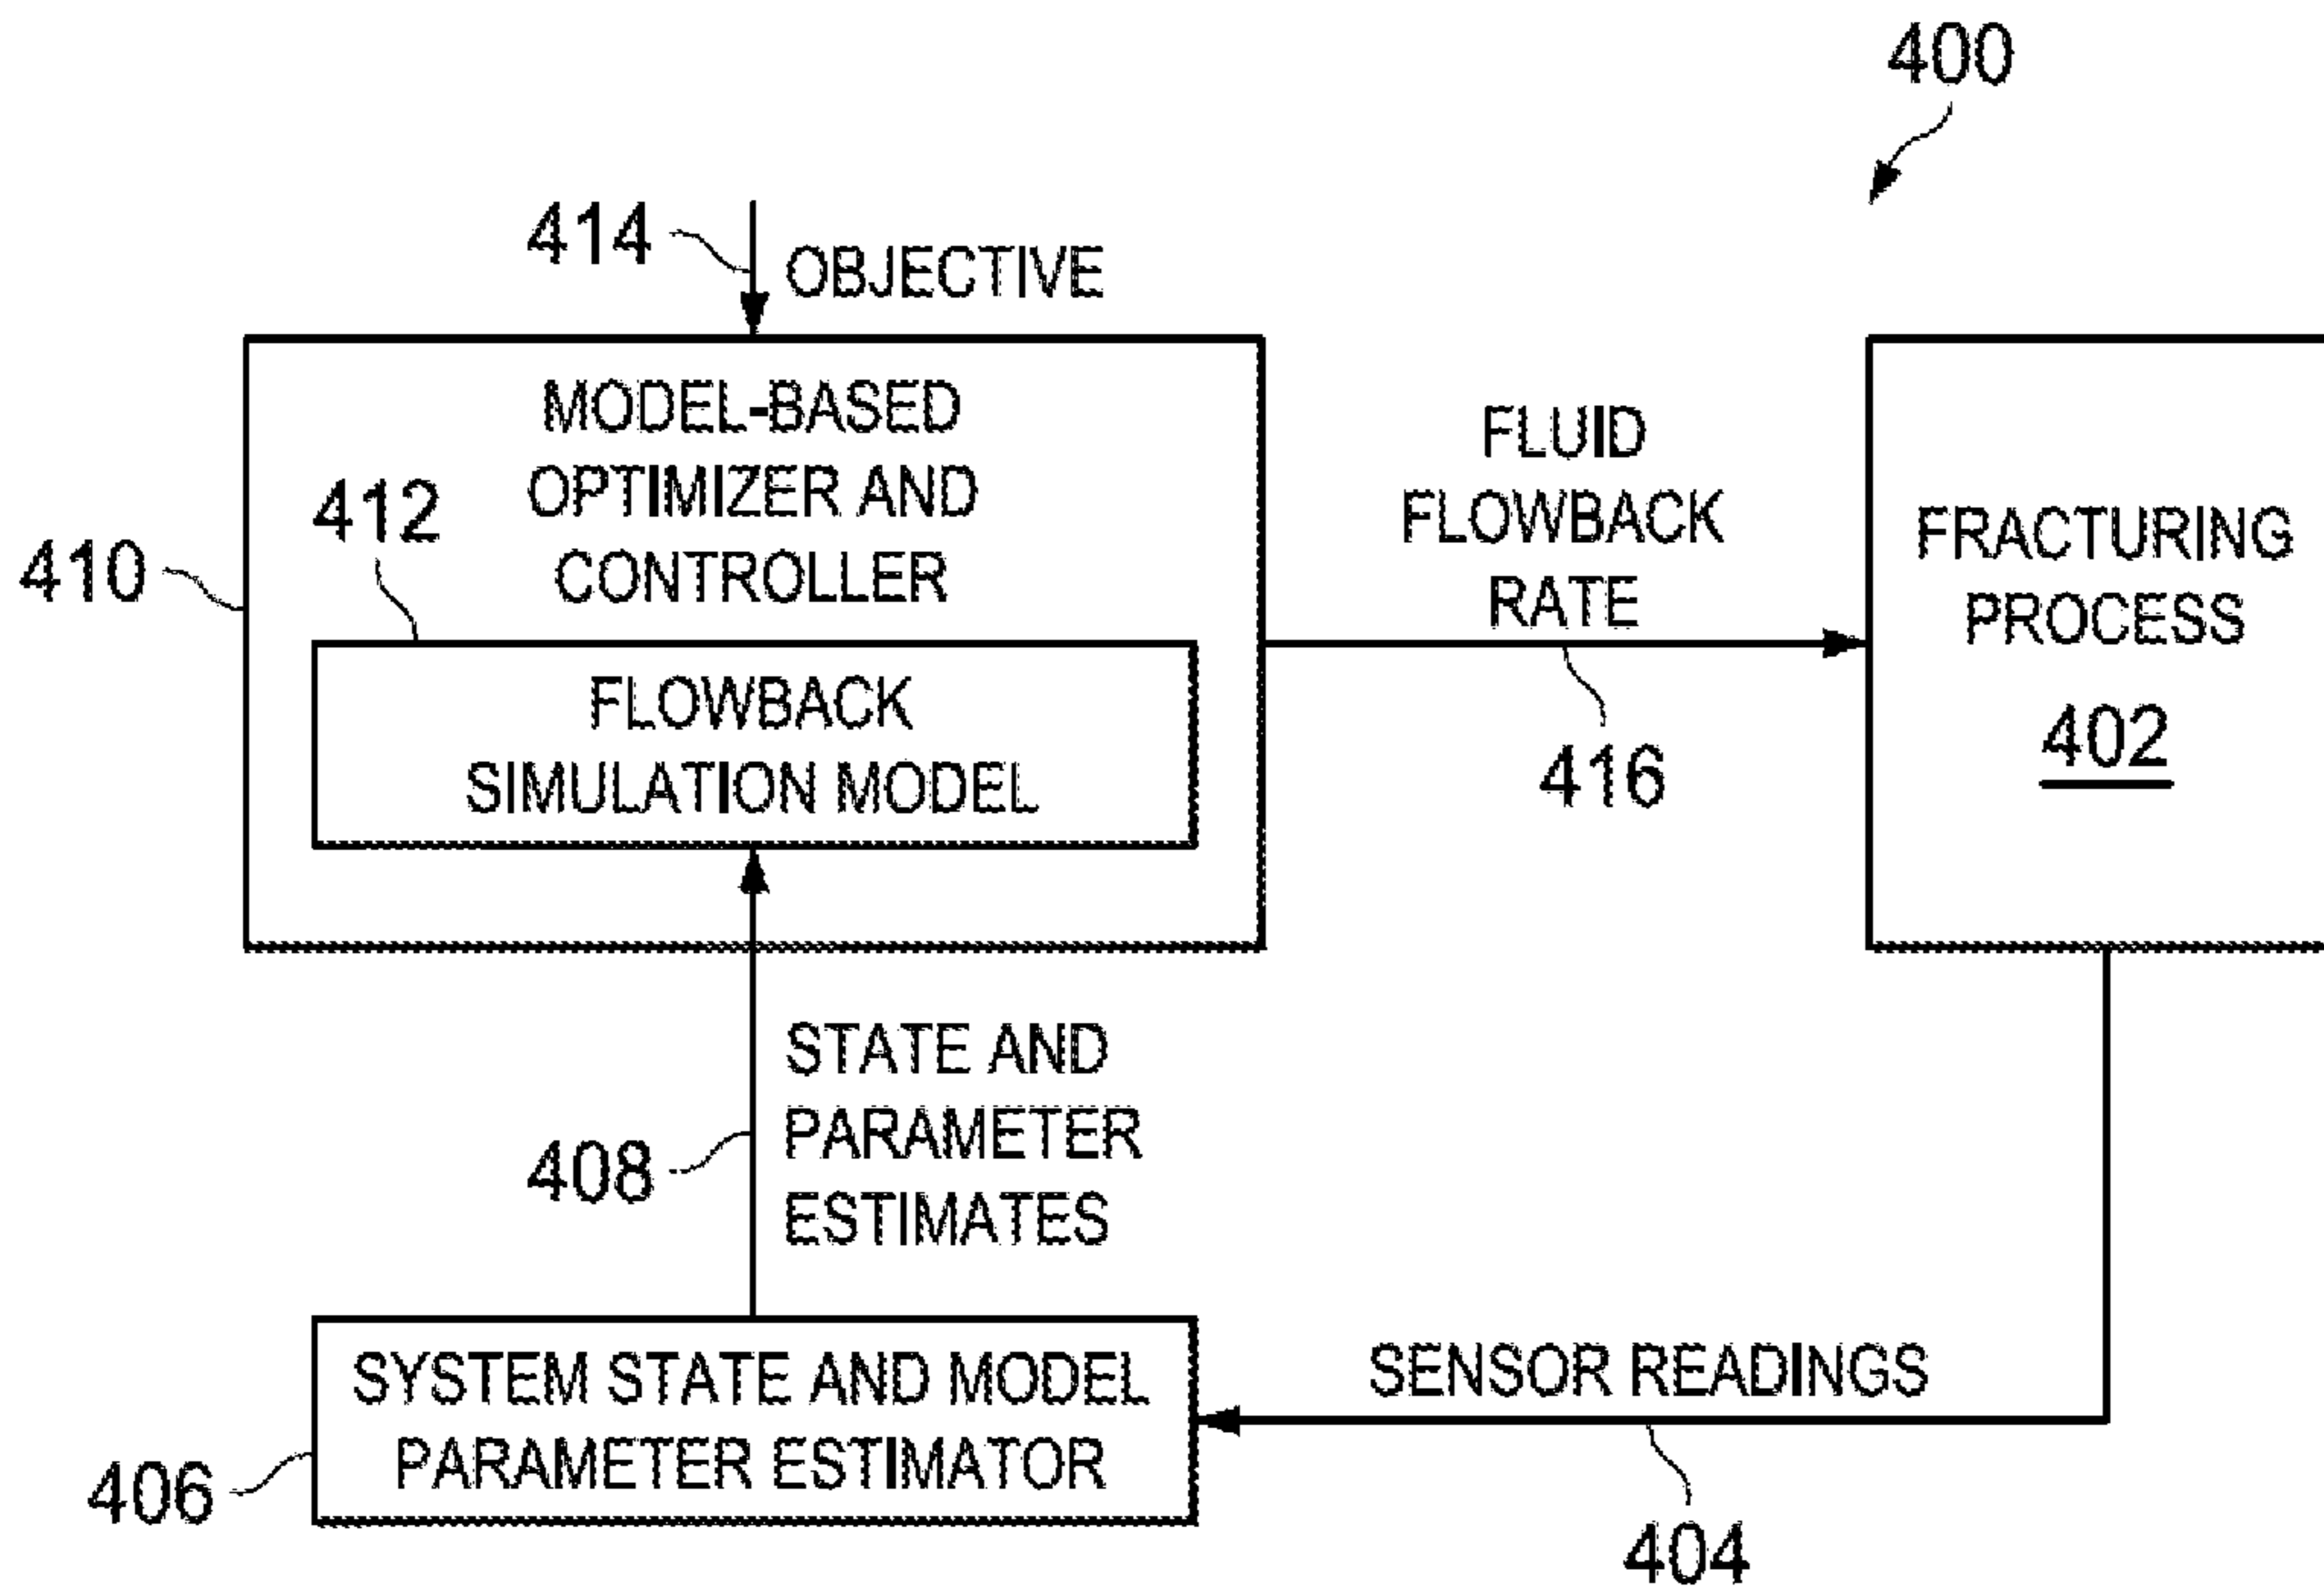 400
414
OBJECTIVE
MODEL-BASED
OPTIMIZER AND
CONTROLLER
412
410
FLOWBACK
SIMULATION MODEL
FLUID
FLOWBACK
RATE
416
FRACTURING
PROCESS
402
STATE AND
PARAMETER
ESTIMATES
408
SYSTEM STATE AND MODEL
PARAMETER ESTIMATOR
406
SENSOR READINGS
404